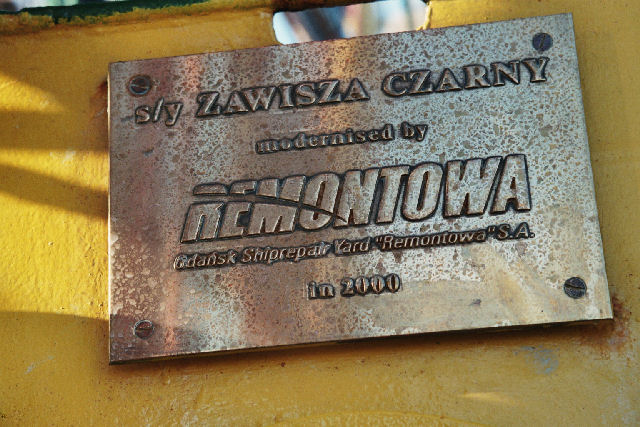 s/y ZAWISZA CZARNY
modernised by
REMONTOWA
Gdańsk Shiprepair Yard "Remontowa" S.A.
in 2000